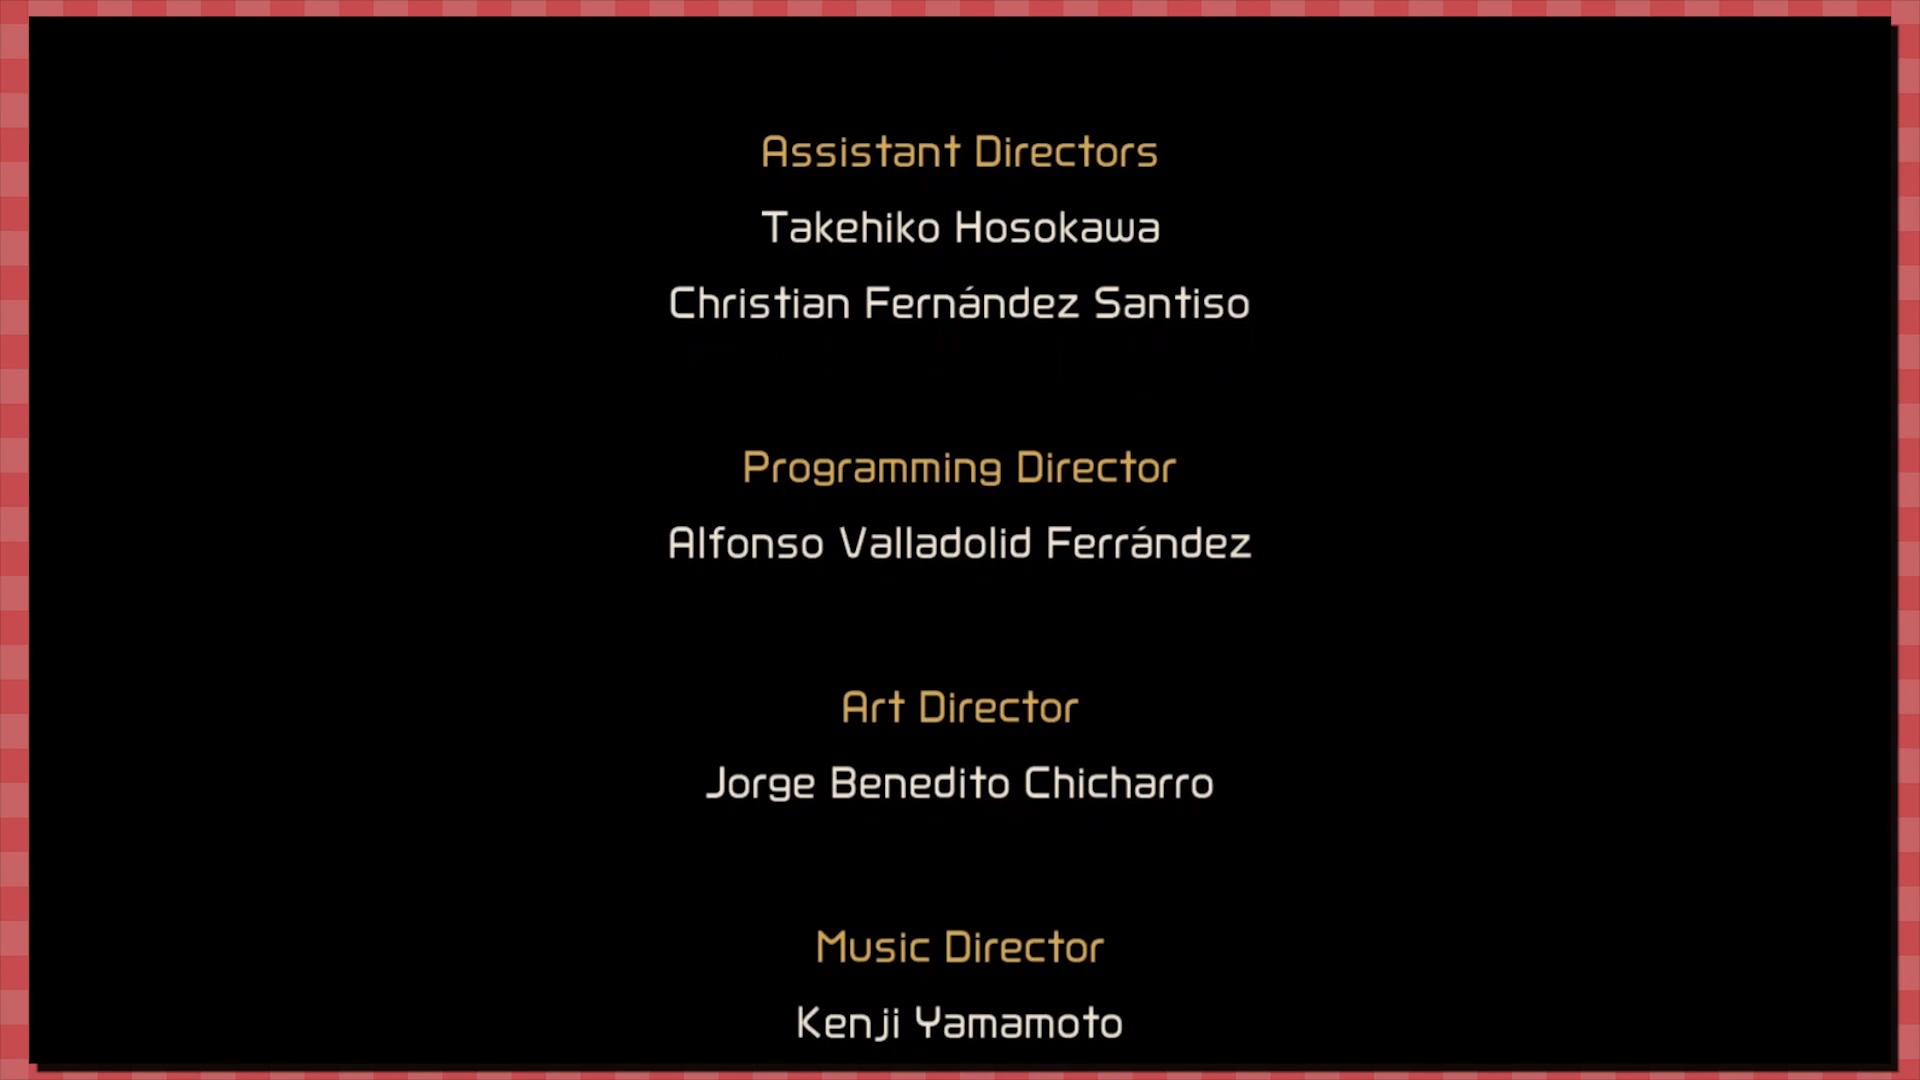 Assistant Directors
Takehiko Hosokawa
Christian Fernández Santiso
Programming Director
Alfonso Valladolid Ferrández
Art Director
Jorge Benedito Chicharro
Music Director
Kenji Yamamoto